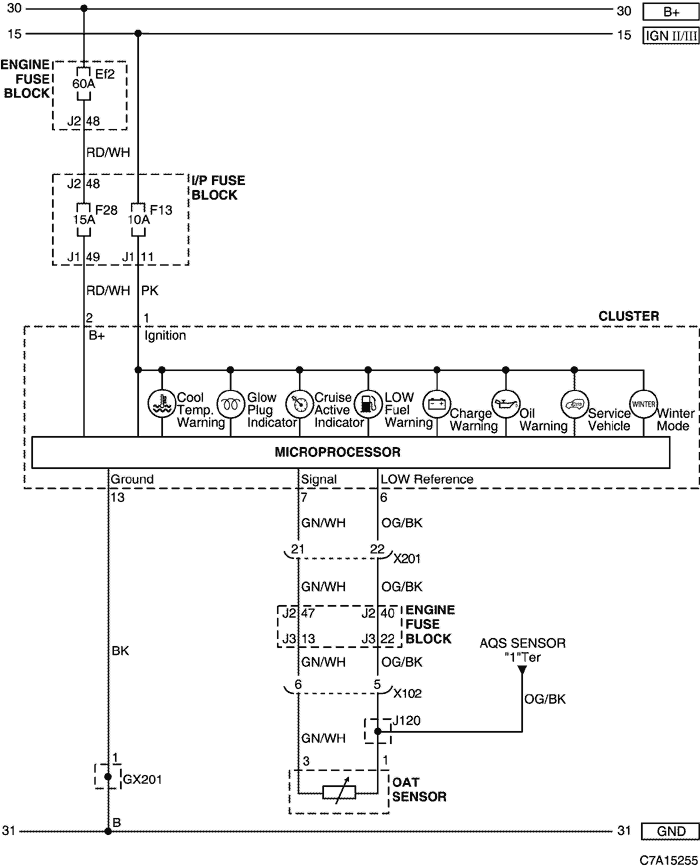 30 30 B+
15 15 IGN II/III
ENGINE
FUSE
BLOCK
Ef2
60A
J2 48
RD/WH
J2 48
I/P FUSE
BLOCK
F28
15A
F13
10A
J1 49
J1 11
RD/WH PK
2 1
CLUSTER
B+ Ignition
Cool
Temp.
Warning
Glow
Plug
Indicator
Cruise
Active
Indicator
LOW
Fuel
Warning
Charge
Warning
Oil
Warning
Service
Vehicle
WINTER
Winter
Mode
MICROPROCESSOR
Ground Signal LOW Reference
13 7 6
GN/WH OG/BK
21 22 X201
GN/WH OG/BK
J2 47 J2 40
ENGINE
FUSE
BLOCK
J3 13 J3 22
AQS SENSOR
"1"Ter
BK
GN/WH OG/BK
6 5 X102
OG/BK
J120
GN/WH
1
GX201
3 1
OAT
SENSOR
B
31 31 GND
C7A15255